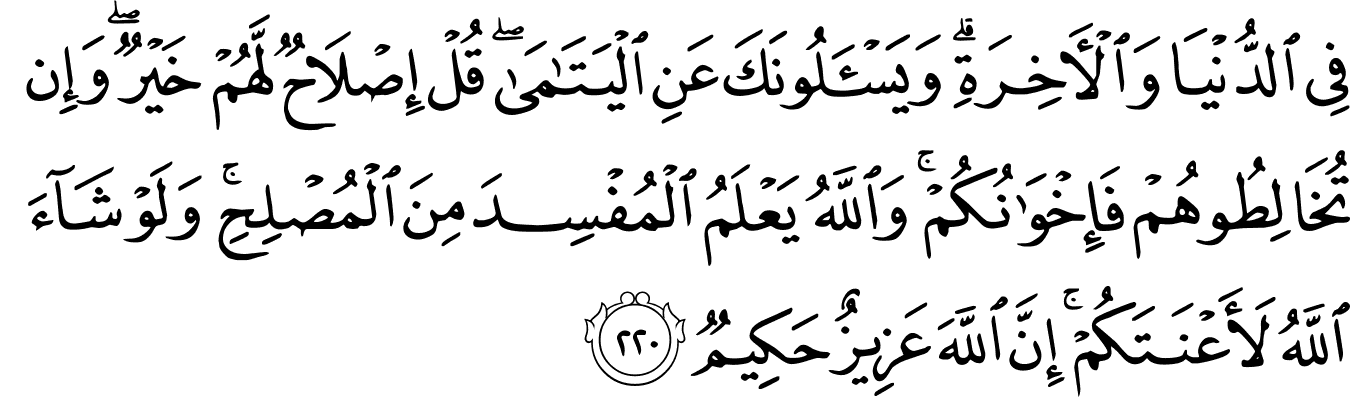 فِي ٱلدُّنْيَا وَٱلْأَخِرَةِ ۗ وَيَسْـَٔلُونَكَ عَنِ ٱلْيَتَـٰمَىٰ ۖ قُلْ إِصْلَاحٌ لَّهُمْ خَيْرٌ ۖ وَإِن
تُخَالِطُوهُمْ فَإِخْوَٰنُكُمْ ۚ وَٱللَّهُ يَعْلَمُ ٱلْمُفْسِدَ مِنَ ٱلْمُصْلِحِ ۚ وَلَوْ شَآءَ
ٱللَّهُ لَأَعْنَتَكُمْ ۚ إِنَّ ٱللَّهَ عَزِيزٌ حَكِيمٌ ٢٢٠